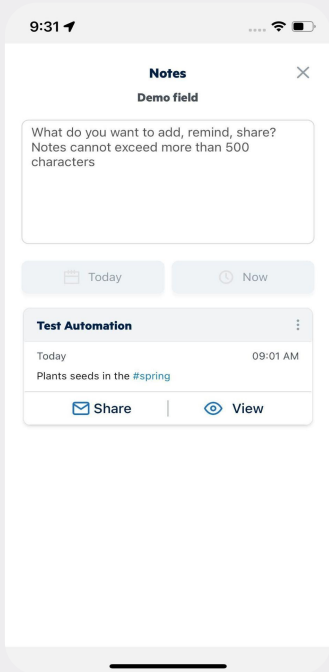 9:31
Notes
Demo field
What do you want to add, remind, share?
Notes cannot exceed more than 500
characters
Today
Now
Test Automation
Today 09:01 AM
Plants seeds in the #spring
Share
View